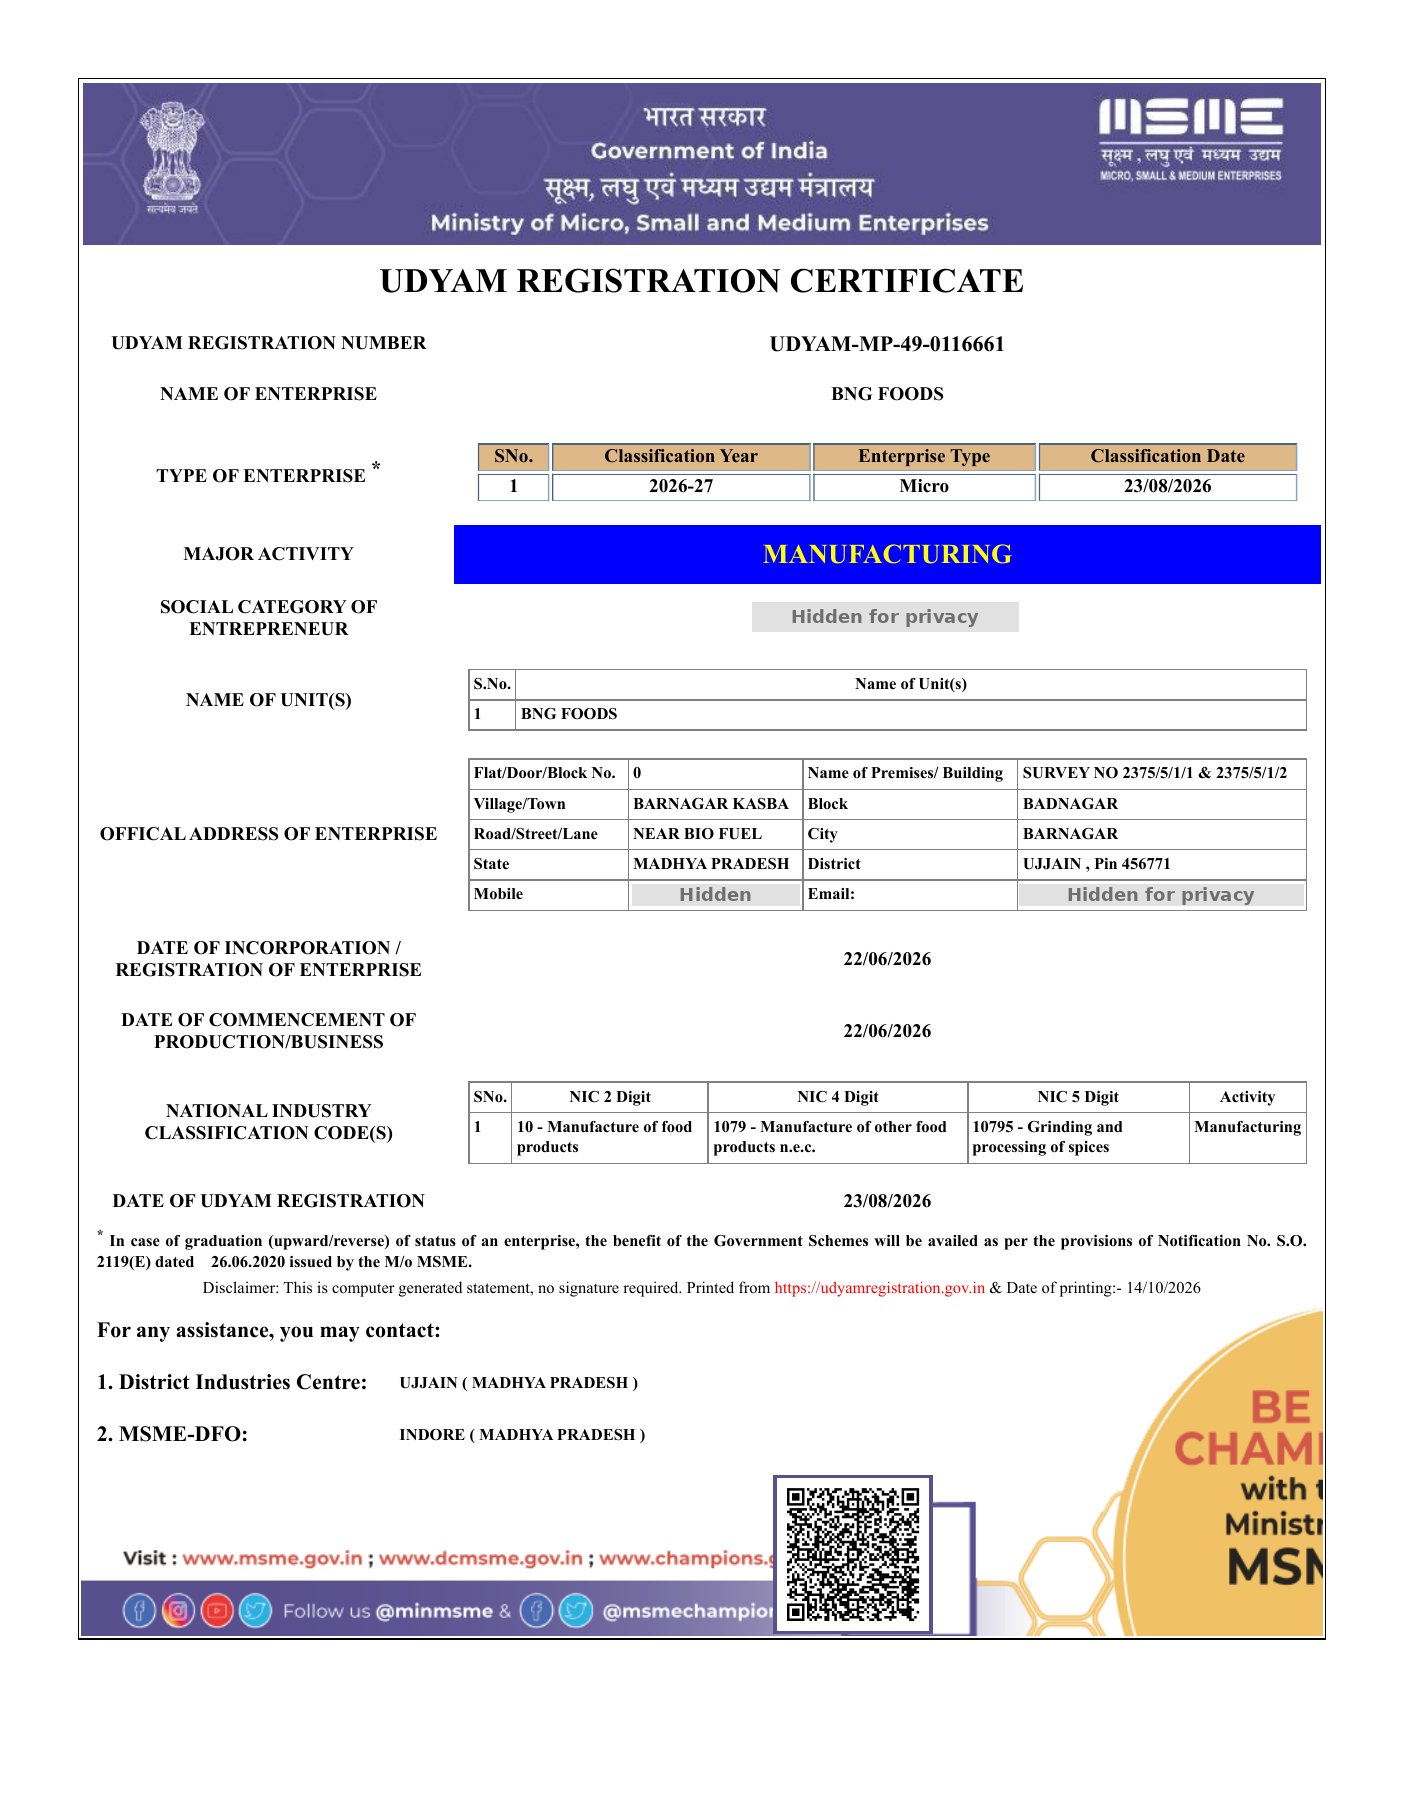 भारत सरकार
Government of India
सूक्ष्म, लघु एवं मध्यम उद्यम मंत्रालय
Ministry of Micro, Small and Medium Enterprises
सत्यमेव जयते
MSME
सूक्ष्म , लघु एवं मध्यम उद्यम
MICRO, SMALL & MEDIUM ENTERPRISES
UDYAM REGISTRATION CERTIFICATE
UDYAM REGISTRATION NUMBER UDYAM-MP-49-0116661
NAME OF ENTERPRISE BNG FOODS
TYPE OF ENTERPRISE *
SNo. Classification Year Enterprise Type Classification Date
1 2026-27 Micro 23/08/2026
MAJOR ACTIVITY MANUFACTURING
SOCIAL CATEGORY OF
ENTREPRENEUR
Hidden for privacy
NAME OF UNIT(S)
S.No. Name of Unit(s)
1 BNG FOODS
OFFICAL ADDRESS OF ENTERPRISE
Flat/Door/Block No. 0 Name of Premises/ Building SURVEY NO 2375/5/1/1 & 2375/5/1/2
Village/Town BARNAGAR KASBA Block BADNAGAR
Road/Street/Lane NEAR BIO FUEL City BARNAGAR
State MADHYA PRADESH District UJJAIN , Pin 456771
Mobile Hidden Email: Hidden for privacy
DATE OF INCORPORATION /
REGISTRATION OF ENTERPRISE
22/06/2026
DATE OF COMMENCEMENT OF
PRODUCTION/BUSINESS
22/06/2026
NATIONAL INDUSTRY
CLASSIFICATION CODE(S)
SNo. NIC 2 Digit NIC 4 Digit NIC 5 Digit Activity
1 10 - Manufacture of food 1079 - Manufacture of other food 10795 - Grinding and Manufacturing
products products n.e.c. processing of spices
DATE OF UDYAM REGISTRATION 23/08/2026
* In case of graduation (upward/reverse) of status of an enterprise, the benefit of the Government Schemes will be availed as per the provisions of Notification No. S.O.
2119(E) dated 26.06.2020 issued by the M/o MSME.
Disclaimer: This is computer generated statement, no signature required. Printed from https://udyamregistration.gov.in & Date of printing:- 14/10/2026
For any assistance, you may contact:
1. District Industries Centre: UJJAIN ( MADHYA PRADESH )
2. MSME-DFO: INDORE ( MADHYA PRADESH )
BE
CHAM
with t
Ministr
MSM
Visit : www.msme.gov.in ; www.dcmsme.gov.in ; www.champions.g
Follow us @minmsme & @msmechampion